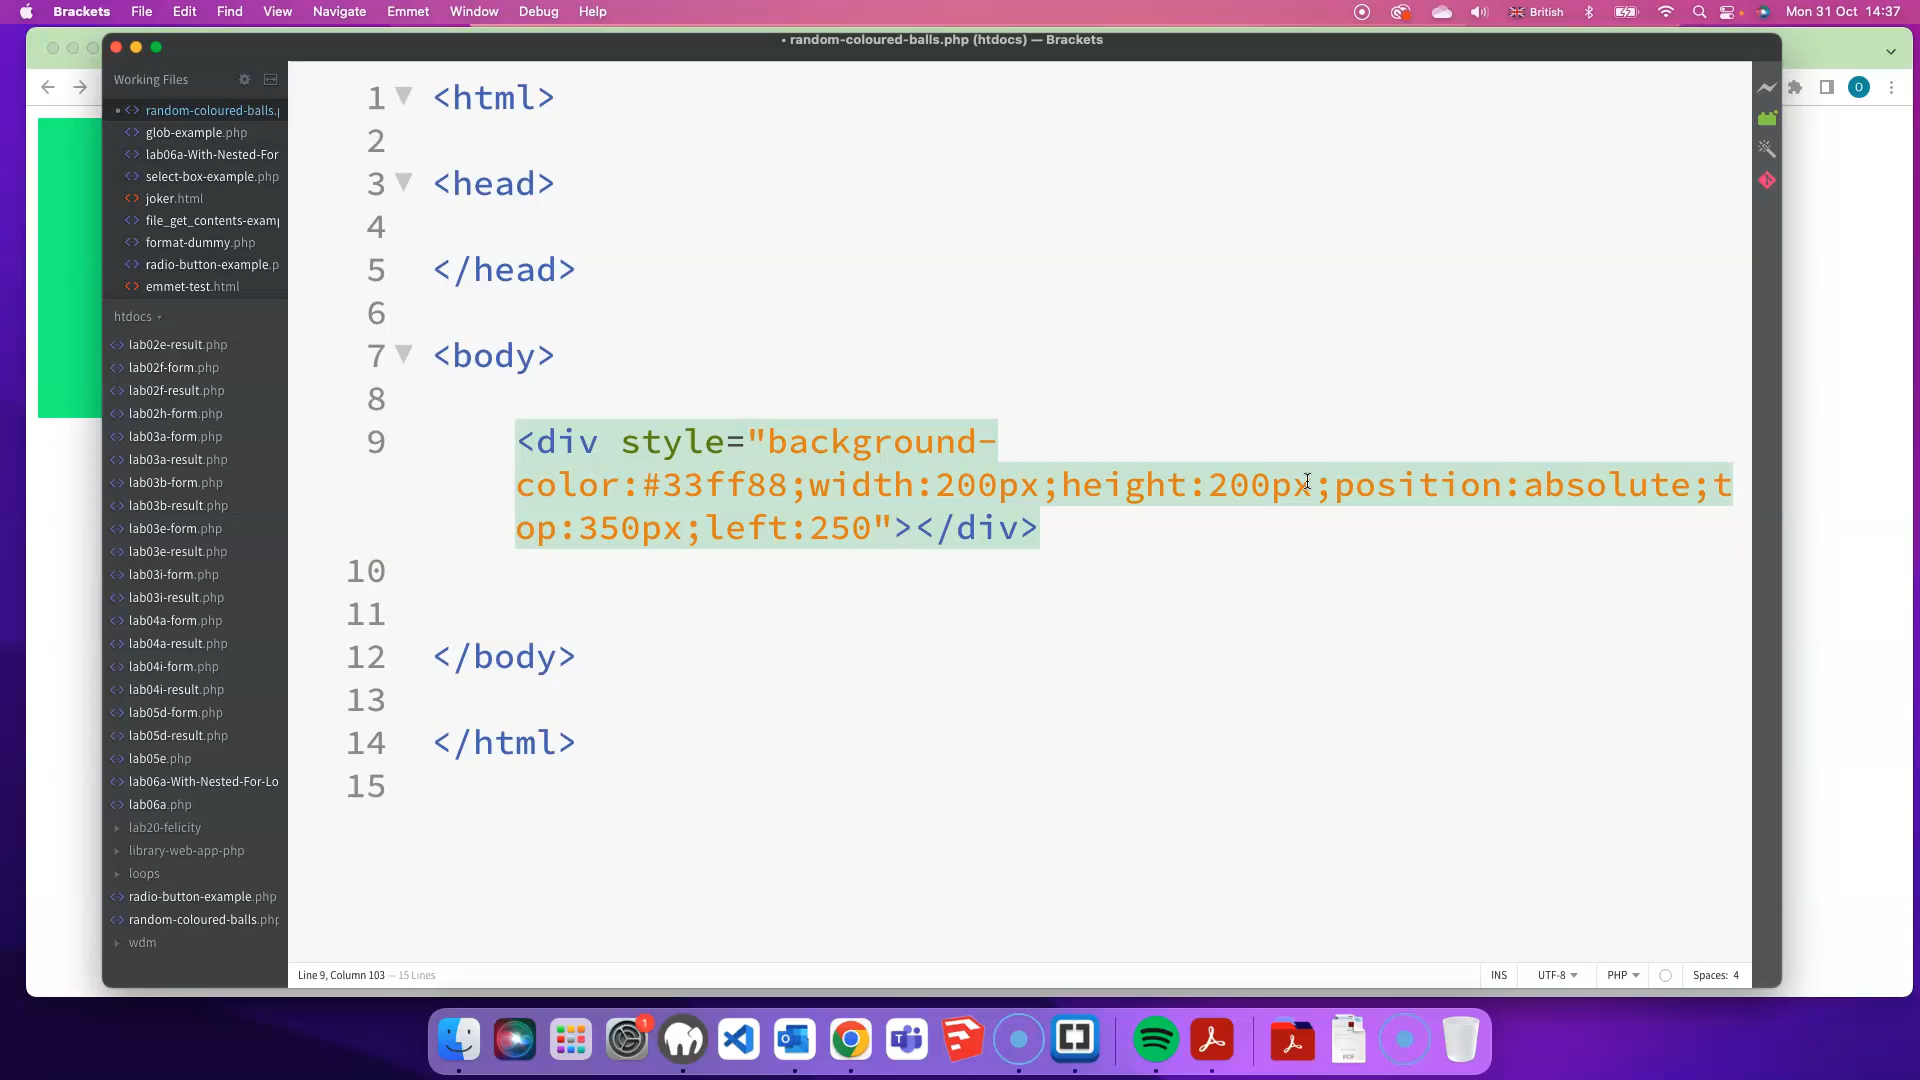 Brackets File Edit Find View Navigate Emmet Window Debug Help British Mon 31 Oct 14:37
• random-coloured-balls.php (htdocs) — Brackets
Working Files
random-coloured-balls.p
glob-example.php
lab06a-With-Nested-For
select-box-example.php
joker.html
file_get_contents-examp
format-dummy.php
radio-button-example.p
emmet-test.html
htdocs
lab02e-result.php
lab02f-form.php
lab02f-result.php
lab02h-form.php
lab03a-form.php
lab03a-result.php
lab03b-form.php
lab03b-result.php
lab03e-form.php
lab03e-result.php
lab03i-form.php
lab03i-result.php
lab04a-form.php
lab04a-result.php
lab04i-form.php
lab04i-result.php
lab05d-form.php
lab05d-result.php
lab05e.php
lab06a-With-Nested-For-Lo
lab06a.php
lab20-felicity
library-web-app-php
loops
radio-button-example.php
random-coloured-balls.php
wdm
1 <html>
2
3 <head>
4
5 </head>
6
7 <body>
8
9 <div style="background-
color:#33ff88;width:200px;height:200px;position:absolute;t
op:350px;left:250"></div>
10
11
12 </body>
13
14 </html>
15
Line 9, Column 103 — 15 Lines
INS UTF-8 PHP Spaces: 4
O
1
PDF